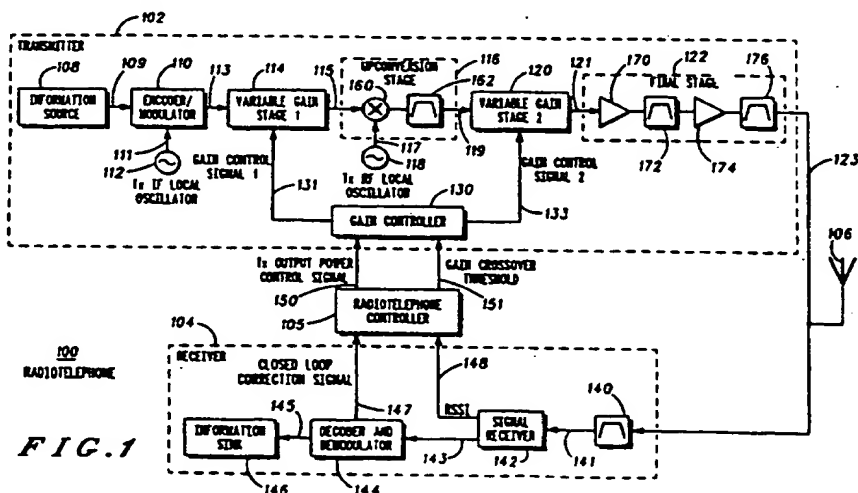 102
TRANSMITTER
108
INFORMATION
SOURCE
109
110
ENCODER/
MODULATOR
111
112
Tx IF LOCAL
OSCILLATOR
113
114
VARIABLE GAIN
STAGE 1
115
UPCONVERSION
STAGE
116
160
162
117
118
Tx RF LOCAL
OSCILLATOR
119
120
VARIABLE GAIN
STAGE 2
121
170
122
FINAL STAGE
176
172
174
123
106
GAIN CONTROL
SIGNAL 1
131
130
GAIN CONTROLLER
GAIN CONTROL
SIGNAL 2
133
Tx OUTPUT POWER
CONTROL SIGNAL
150
GAIN CROSSOVER
THRESHOLD
151
105
RADIOTELEPHONE
CONTROLLER
100
RADIOTELEPHONE
104
RECEIVER
CLOSED LOOP
CORRECTION SIGNAL
147
148
RSSI
140
141
SIGNAL
RECEIVER
142
143
DECODER AND
DEMODULATOR
144
145
INFORMATION
SINK
146
FIG.1